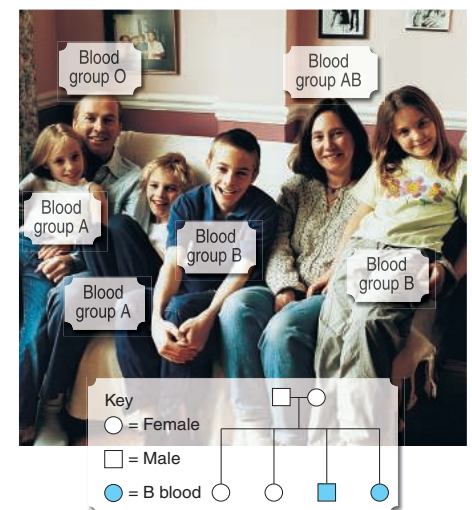 Blood
group O
Blood
group AB
Blood
group A
Blood
group B
Blood
group B
Blood
group A
Key
= Female
= Male
= B blood